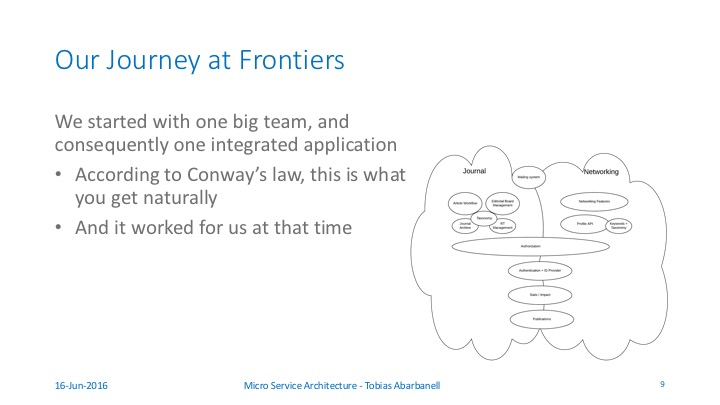 Our Journey at Frontiers
We started with one big team, and
consequently one integrated application
• According to Conway's law, this is what
you get naturally
• And it worked for us at that time
Journal
Mailing system
Networking
Article Workflow
Editorial Board
Management
Networking Features
Taxonomy
Journal
Archive
Management
Profile API
Keywords +
Taxonomy
Authorization
Authentication + ID Provider
Stats / Impact
Publications
16-Jun-2016
Micro Service Architecture - Tobias Abarbanell
9